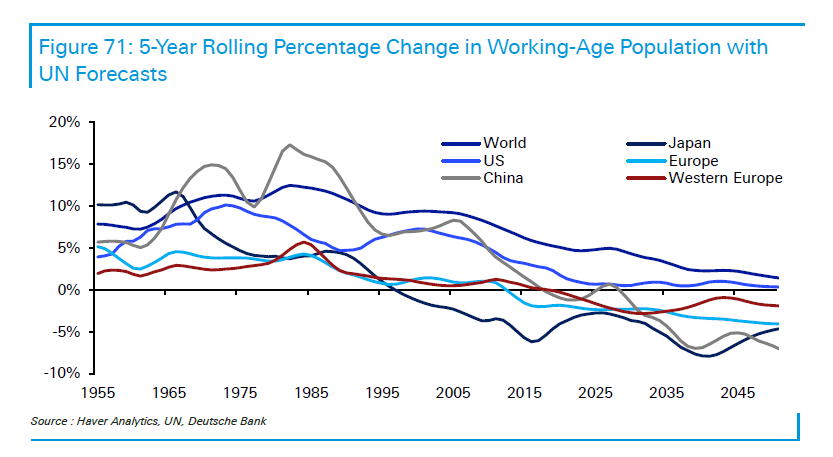 Figure 71: 5-Year Rolling Percentage Change in Working-Age Population with
UN Forecasts
20%
15%
10%
5%
0%
-5%
-10%
World
Japan
US
Europe
China
Western Europe
1955 1965 1975 1985 1995 2005 2015 2025 2035 2045
Source : Haver Analytics, UN, Deutsche Bank